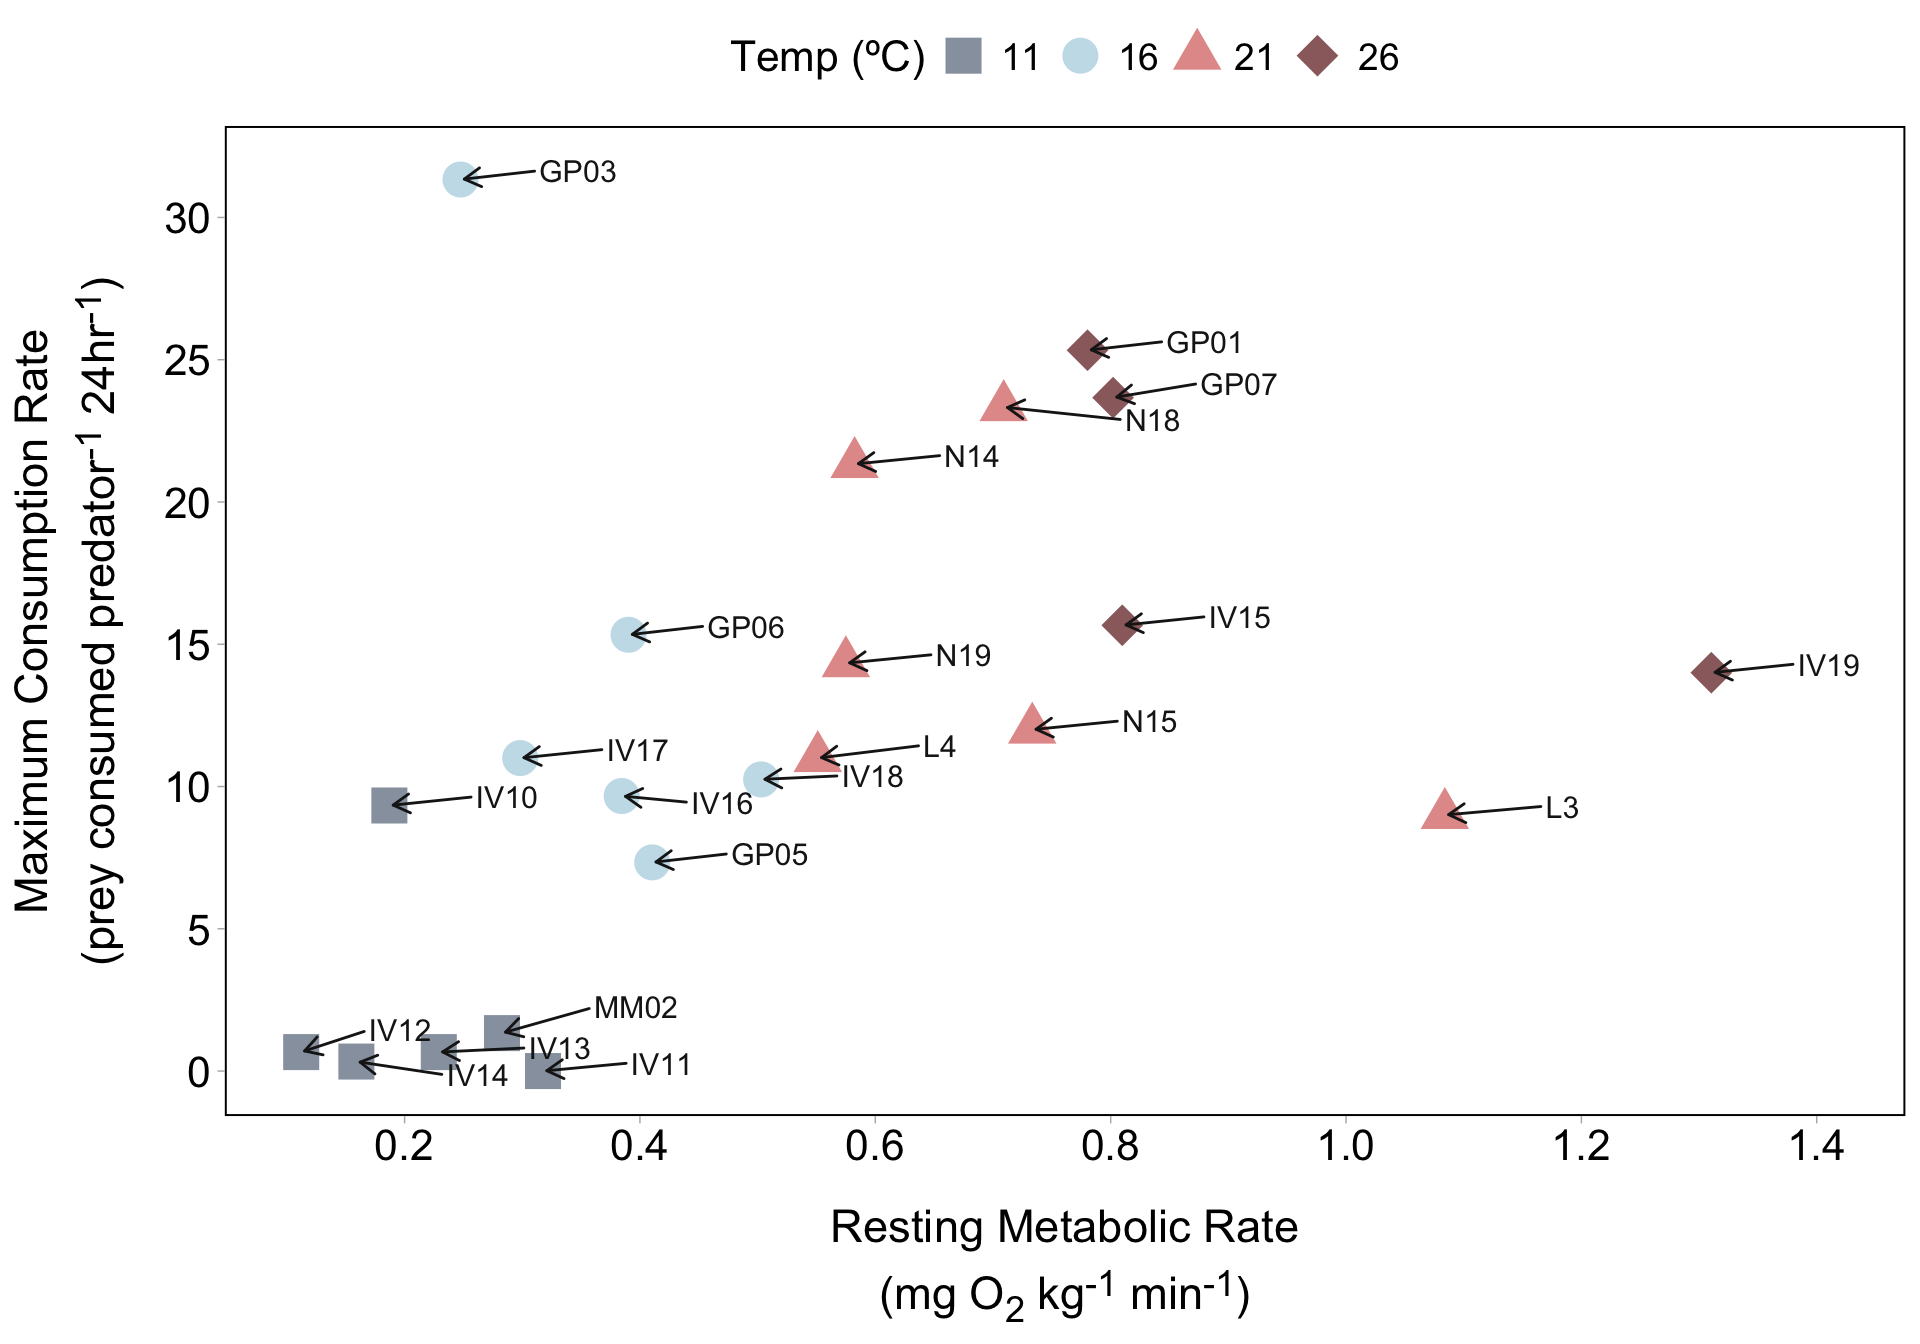 Temp (ºC) 11 16 21 26
Maximum Consumption Rate
(prey consumed predator⁻¹ 24hr⁻¹)
30
25
20
15
10
5
0
GP03
GP01
GP07
N18
N14
GP06
IV15
N19
IV19
N15
IV17
L4
IV18
IV10
IV16
L3
GP05
MM02
IV12
IV13
IV14
IV11
0.2 0.4 0.6 0.8 1.0 1.2 1.4
Resting Metabolic Rate
(mg O₂ kg⁻¹ min⁻¹)